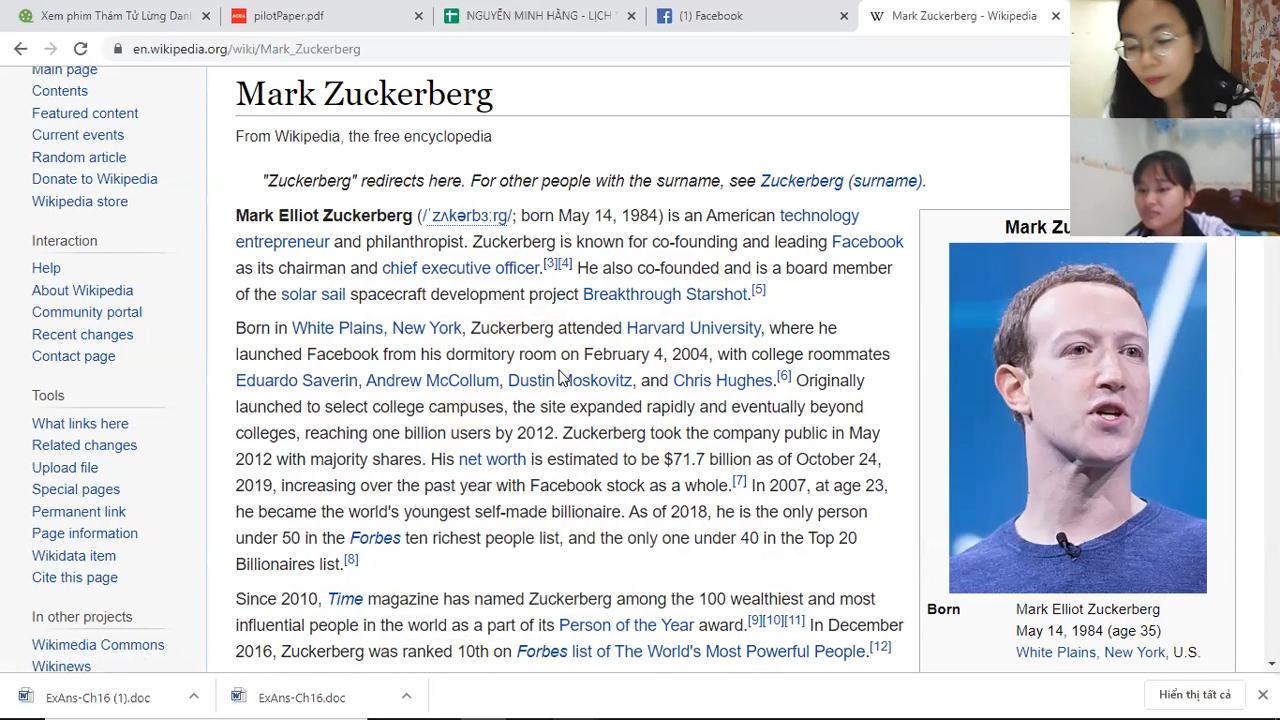 Xem phim Thám Tử Lừng Danl
pilotPaper.pdf
NGUYỄN MINH HẰNG - LỊCH T
(1) Facebook
Mark Zuckerberg - Wikipedia
en.wikipedia.org/wiki/Mark_Zuckerberg
Main page
Contents
Featured content
Current events
Random article
Donate to Wikipedia
Wikipedia store
Interaction
Help
About Wikipedia
Community portal
Recent changes
Contact page
Tools
What links here
Related changes
Upload file
Special pages
Permanent link
Page information
Wikidata item
Cite this page
In other projects
Wikimedia Commons
Wikinews
Mark Zuckerberg
From Wikipedia, the free encyclopedia
"Zuckerberg" redirects here. For other people with the surname, see Zuckerberg (surname).
Mark Elliot Zuckerberg (/ˈzʌkərbɜːrɡ/; born May 14, 1984) is an American technology
entrepreneur and philanthropist. Zuckerberg is known for co-founding and leading Facebook
as its chairman and chief executive officer.[3][4] He also co-founded and is a board member
of the solar sail spacecraft development project Breakthrough Starshot.[5]
Born in White Plains, New York, Zuckerberg attended Harvard University, where he
launched Facebook from his dormitory room on February 4, 2004, with college roommates
Eduardo Saverin, Andrew McCollum, Dustin Moskovitz, and Chris Hughes.[6] Originally
launched to select college campuses, the site expanded rapidly and eventually beyond
colleges, reaching one billion users by 2012. Zuckerberg took the company public in May
2012 with majority shares. His net worth is estimated to be $71.7 billion as of October 24,
2019, increasing over the past year with Facebook stock as a whole.[7] In 2007, at age 23,
he became the world's youngest self-made billionaire. As of 2018, he is the only person
under 50 in the Forbes ten richest people list, and the only one under 40 in the Top 20
Billionaires list.[8]
Since 2010, Time magazine has named Zuckerberg among the 100 wealthiest and most
influential people in the world as a part of its Person of the Year award.[9][10][11] In December
2016, Zuckerberg was ranked 10th on Forbes list of The World's Most Powerful People.[12]
Mark Zu
Born
Mark Elliot Zuckerberg
May 14, 1984 (age 35)
White Plains, New York, U.S.
ExAns-Ch16 (1).doc
ExAns-Ch16.doc
Hiển thị tất cả